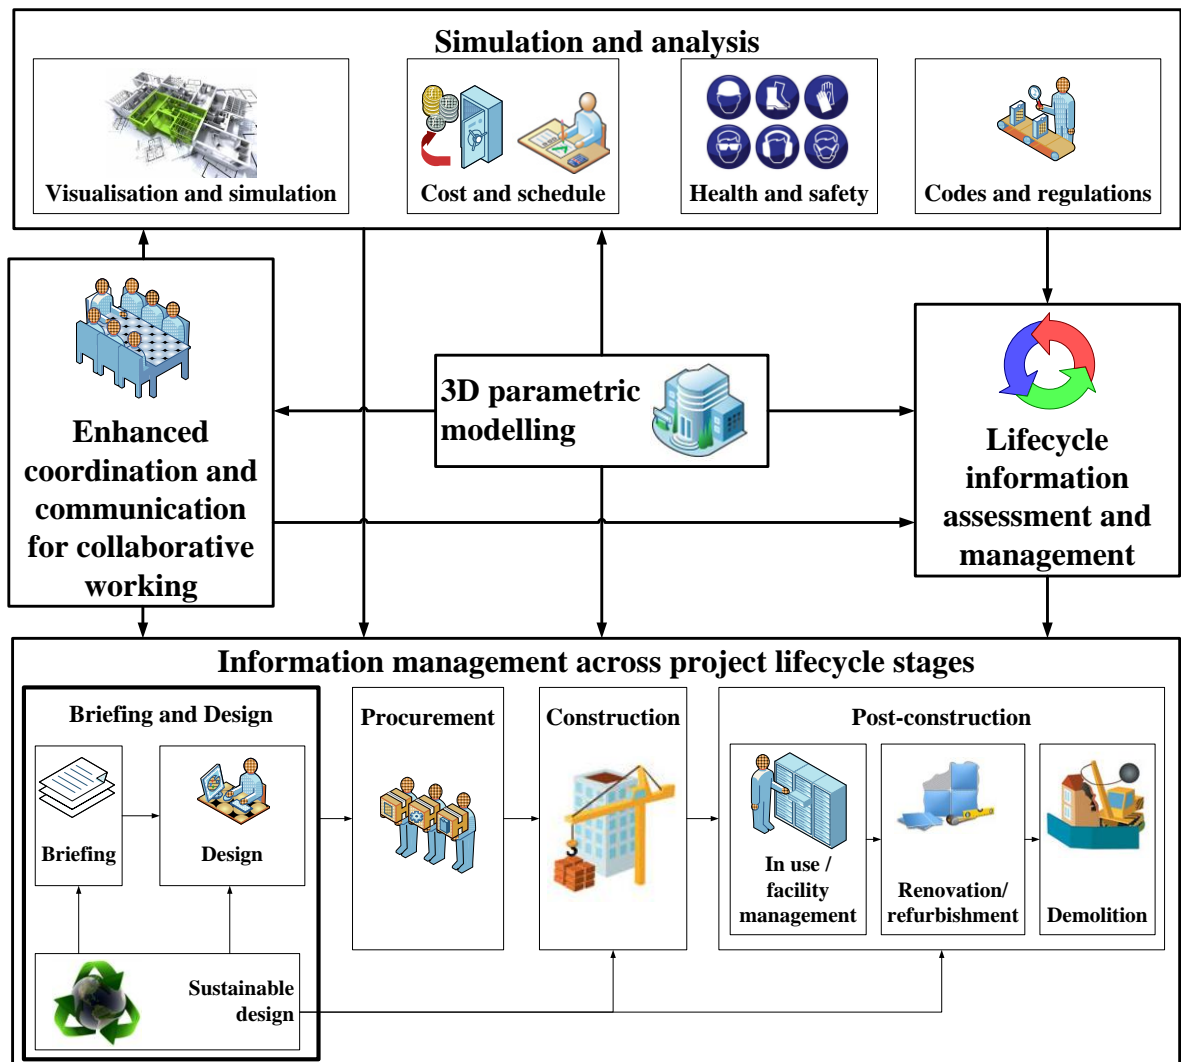 Simulation and analysis
Visualisation and simulation
Cost and schedule
Health and safety
Codes and regulations
Enhanced
coordination and
communication
for collaborative
working
3D parametric
modelling
Lifecycle
information
assessment and
management
Information management across project lifecycle stages
Briefing and Design
Briefing
Design
Sustainable
design
Procurement
Construction
Post-construction
In use /
facility
management
Renovation/
refurbishment
Demolition